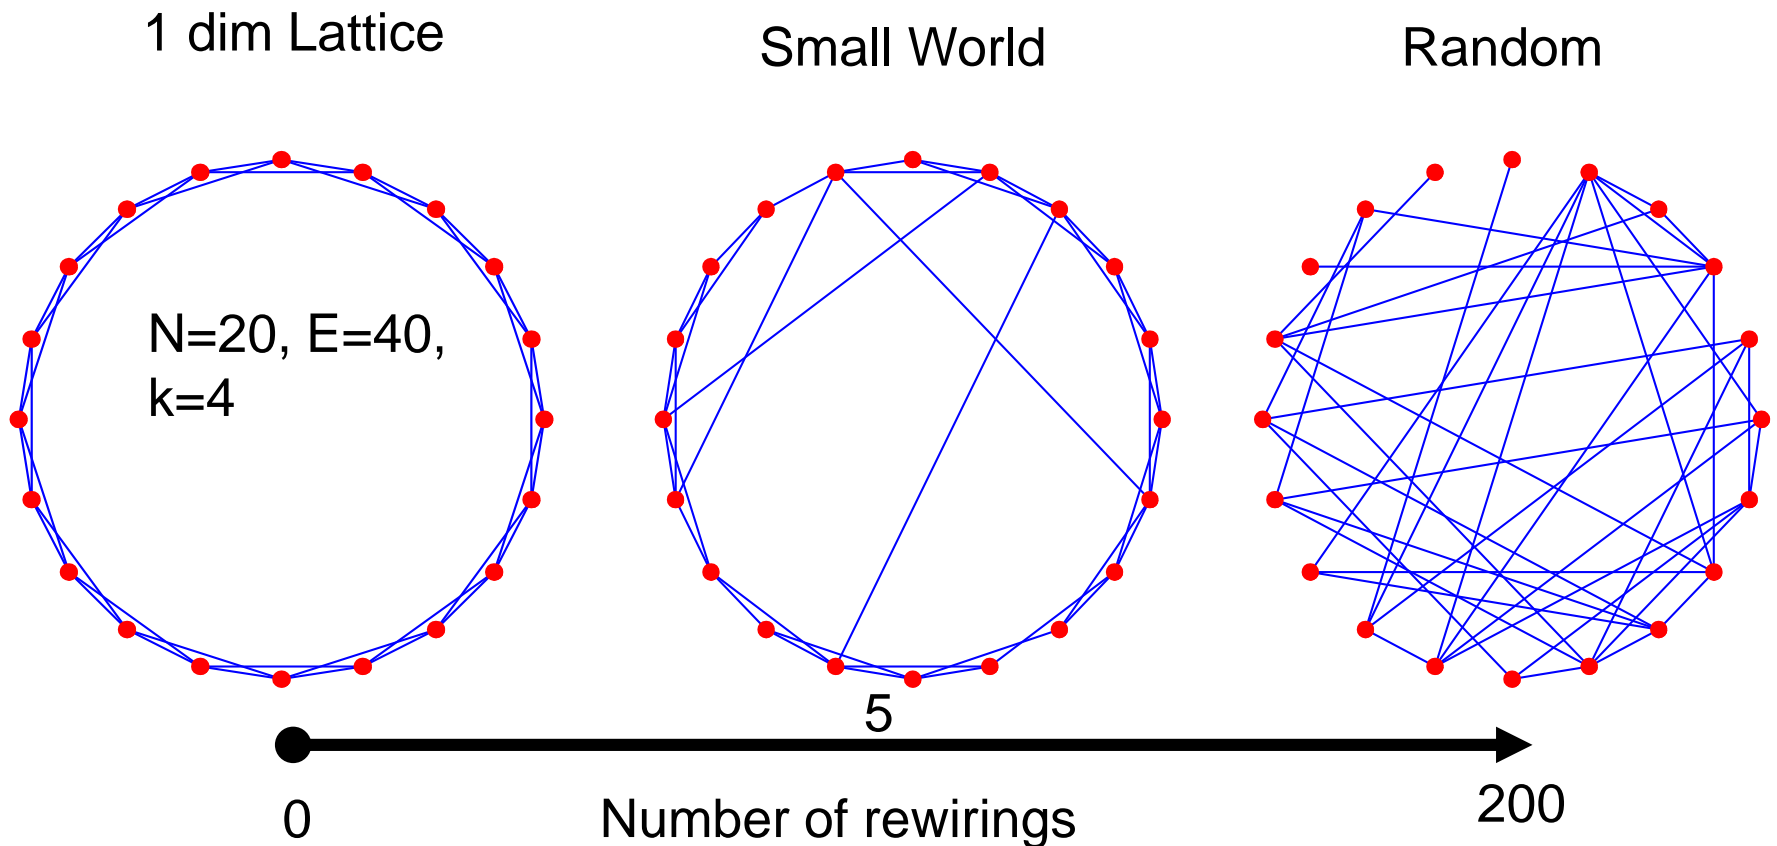 1 dim Lattice
Small World
Random
N=20, E=40,
k=4
5
0
Number of rewirings
200